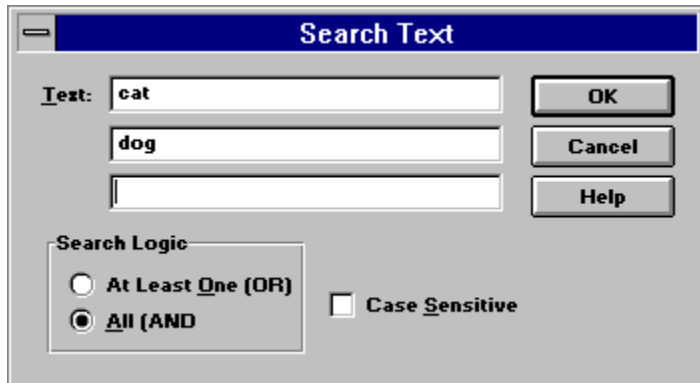 Search Text
Text: cat OK
dog Cancel
Help
Search Logic
At Least One (OR)
All (AND
Case Sensitive